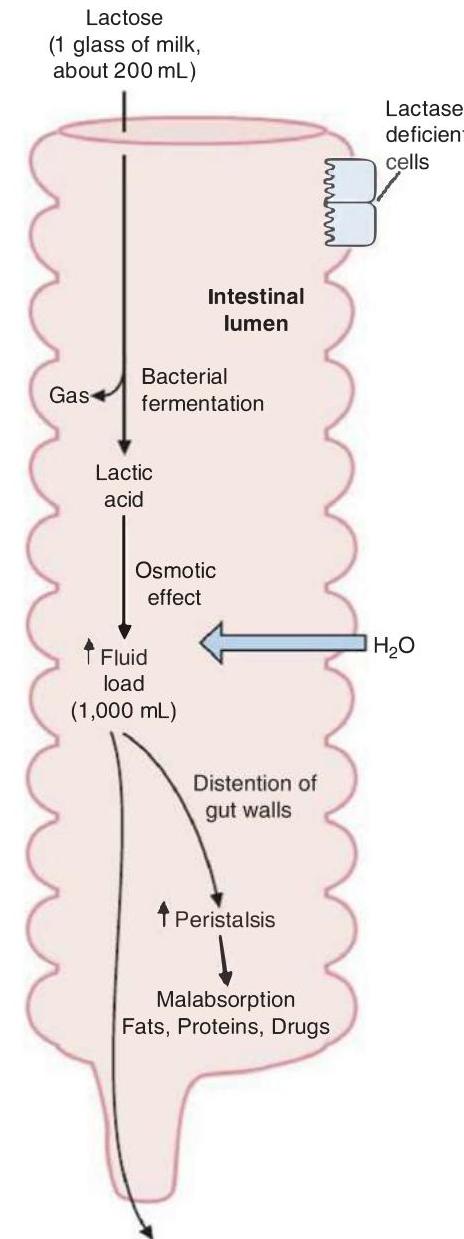 Lactose
(1 glass of milk,
about 200 mL)
Lactase
deficient
cells
Intestinal
lumen
Gas
Bacterial
fermentation
Lactic
acid
Osmotic
effect
↑ Fluid
load
(1,000 mL)
H₂O
Distention of
gut walls
↑ Peristalsis
Malabsorption
Fats, Proteins, Drugs